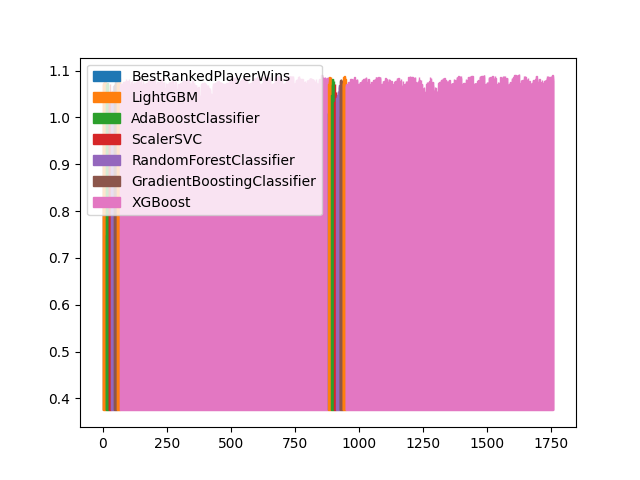 1.1
1.0
0.9
0.8
0.7
0.6
0.5
0.4
BestRankedPlayerWins
LightGBM
AdaBoostClassifier
ScalerSVC
RandomForestClassifier
GradientBoostingClassifier
XGBoost
0 250 500 750 1000 1250 1500 1750